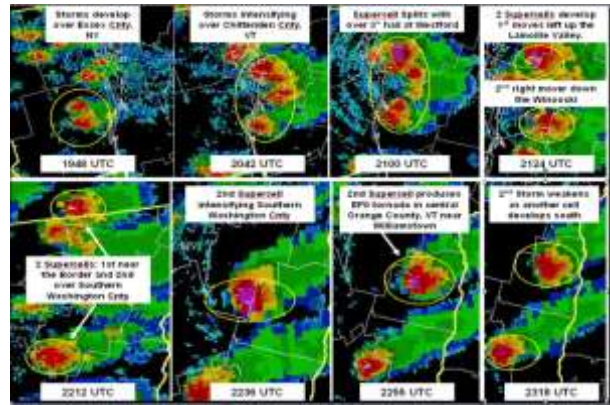 Storms develop
over Essex Cnty,
NY
1948 UTC
Storms intensifying
over Chittenden Cnty,
VT
2042 UTC
Supercell Splits with
over hail at Westford
2100 UTC
2 Supercells develop
1st moves left up the
Lamoille Valley.
2nd right mover down
the Winooski
2124 UTC
2 Supercells: 1st near
the Border and 2nd
over Southern
Washington Cnty
2212 UTC
2nd Supercell
intensifying Southern
Washington Cnty
2236 UTC
2nd Supercell produces
EF0 tornado in central
Orange County, VT near
Williamstown
2256 UTC
2nd Storm weakens
as another cell
develops south
2318 UTC